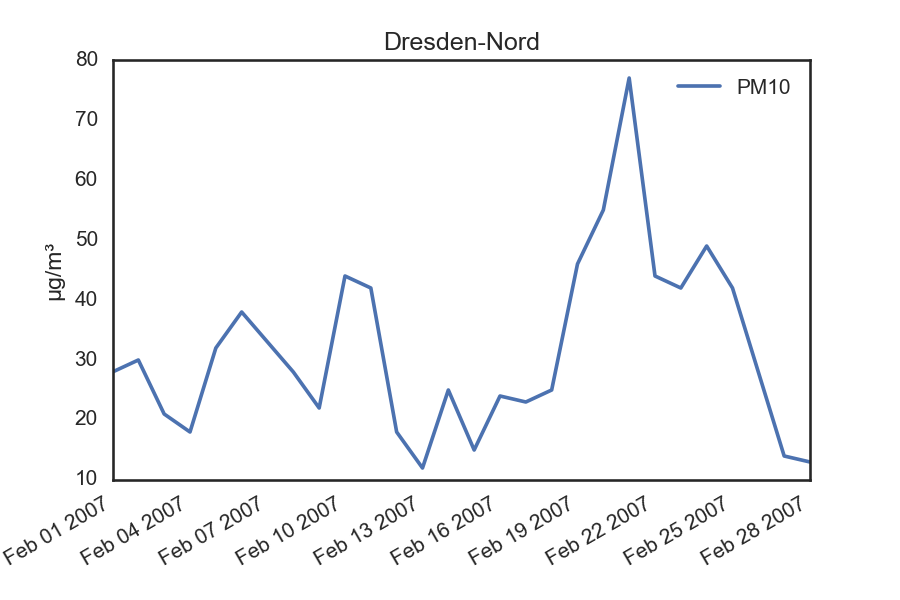 Dresden-Nord
80
70
60
50
40
30
20
10
µg/m³
PM10
Feb 01 2007
Feb 04 2007
Feb 07 2007
Feb 10 2007
Feb 13 2007
Feb 16 2007
Feb 19 2007
Feb 22 2007
Feb 25 2007
Feb 28 2007